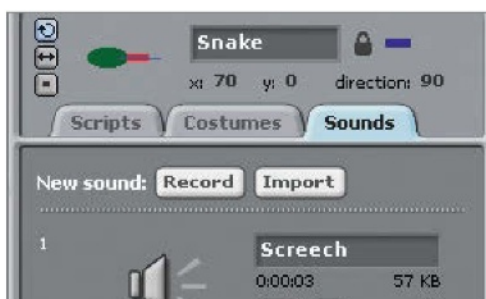 Snake
x: 70 y: 0 direction: 90
Scripts Costumes Sounds
New sound: Record Import
1
Screech
0:00:03 57 KB